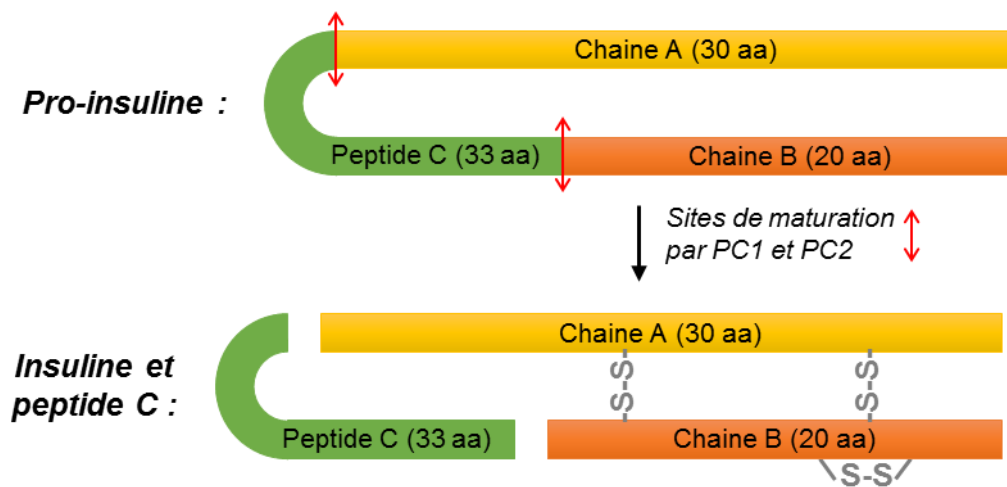 Chaine A (30 aa)
Pro-insuline :
Peptide C (33 aa)
Chaine B (20 aa)
Sites de maturation
par PC1 et PC2
Chaine A (30 aa)
Insuline et
peptide C :
-S-S-
-S-S-
Peptide C (33 aa)
Chaine B (20 aa)
S-S